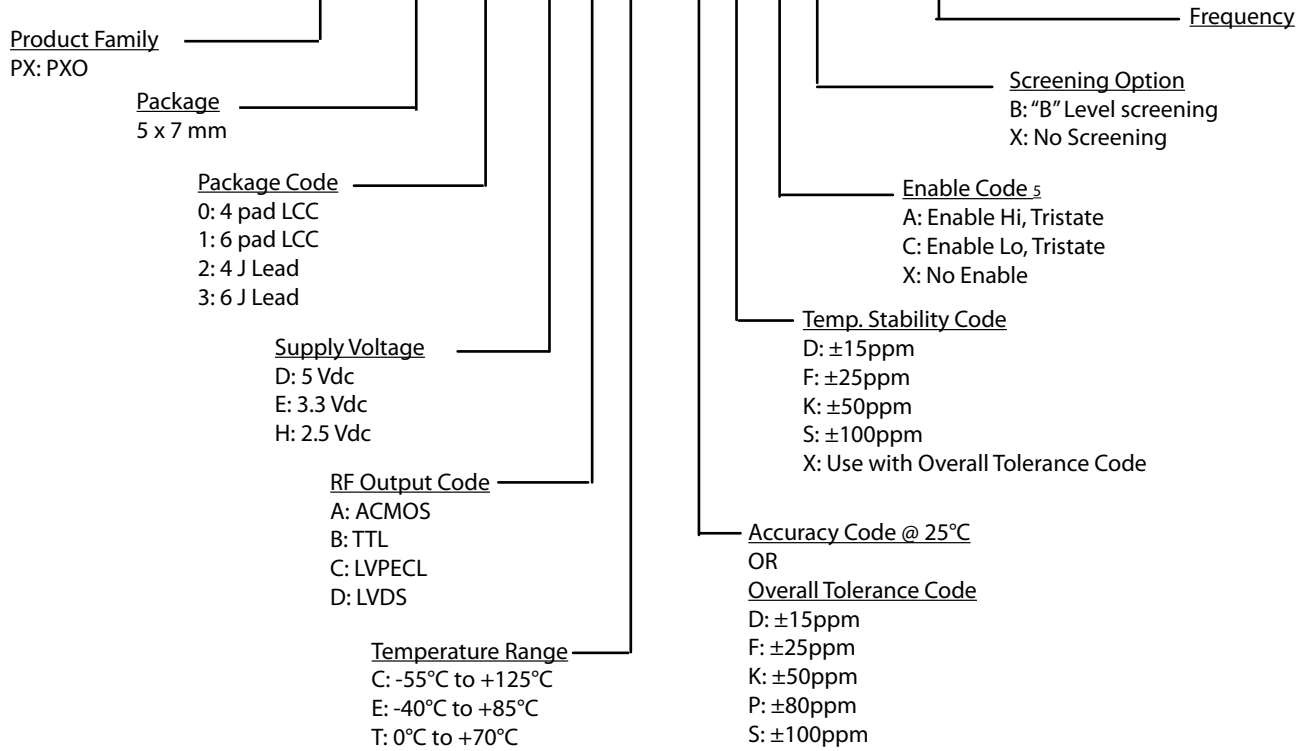 Product Family
PX: PXO
Package
5 x 7 mm
Package Code
0: 4 pad LCC
1: 6 pad LCC
2: 4 J Lead
3: 6 J Lead
Supply Voltage
D: 5 Vdc
E: 3.3 Vdc
H: 2.5 Vdc
RF Output Code
A: ACMOS
B: TTL
C: LVPECL
D: LVDS
Temperature Range
C: -55°C to +125°C
E: -40°C to +85°C
T: 0°C to +70°C
Frequency
Screening Option
B: “B” Level screening
X: No Screening
Enable Code 5
A: Enable Hi, Tristate
C: Enable Lo, Tristate
X: No Enable
Temp. Stability Code
D: ±15ppm
F: ±25ppm
K: ±50ppm
S: ±100ppm
X: Use with Overall Tolerance Code
Accuracy Code @ 25°C
OR
Overall Tolerance Code
D: ±15ppm
F: ±25ppm
K: ±50ppm
P: ±80ppm
S: ±100ppm